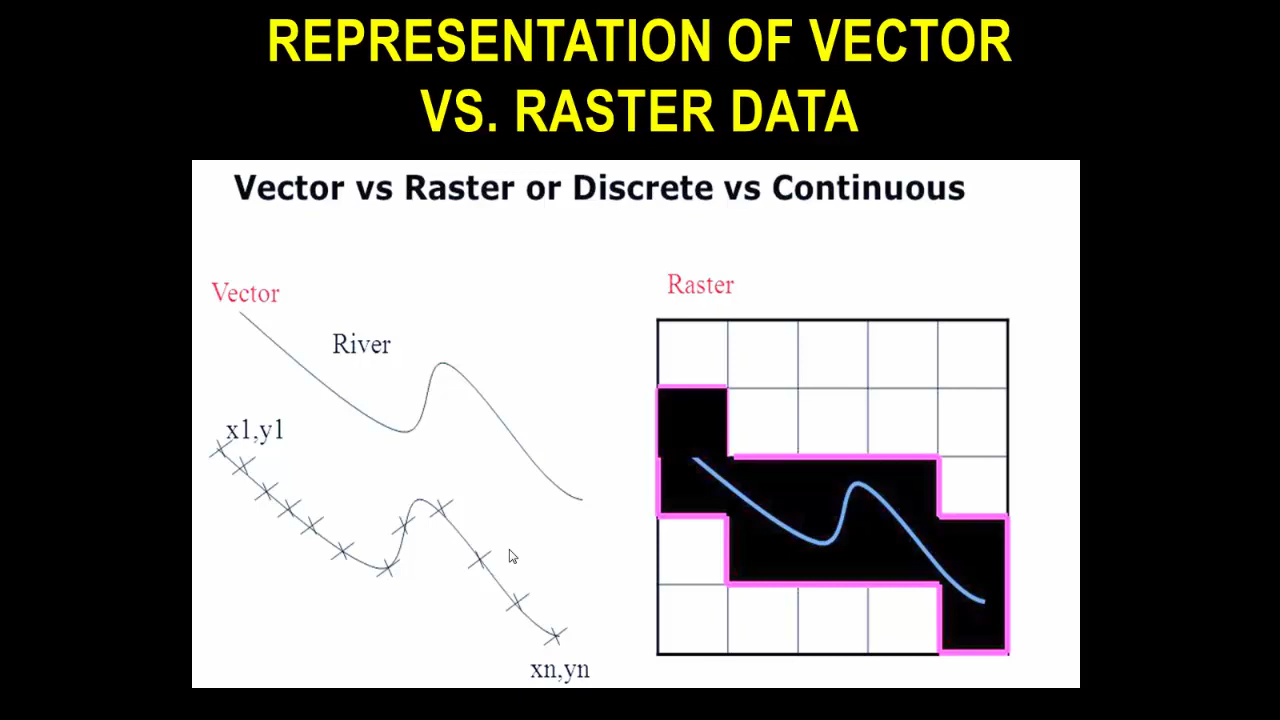 REPRESENTATION OF VECTOR
VS. RASTER DATA
Vector vs Raster or Discrete vs Continuous
Vector
River
x1,y1
xn,yn
Raster